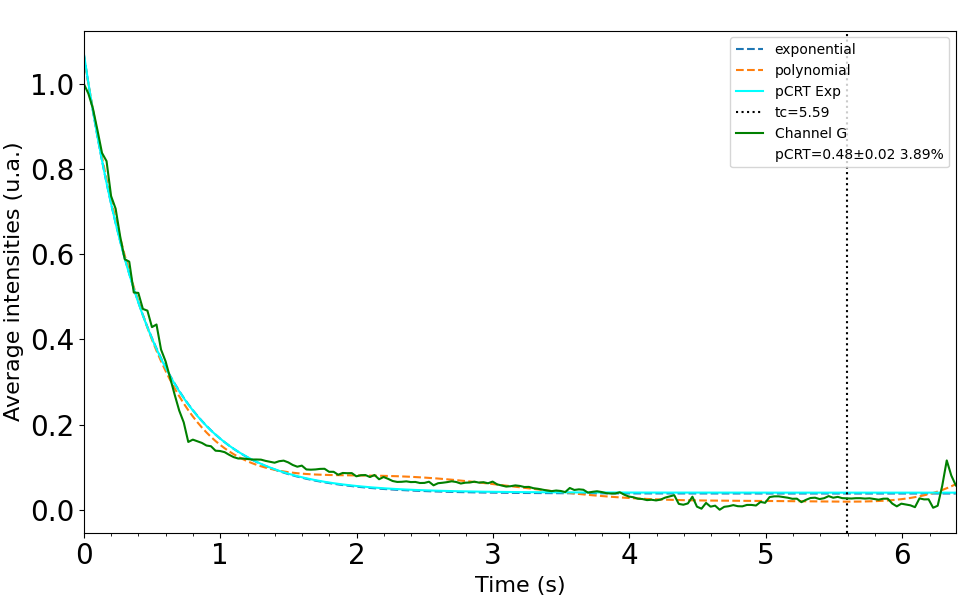 exponential
polynomial
pCRT Exp
tc=5.59
Channel G
pCRT=0.48±0.02 3.89%
Average intensities (u.a.)
1.0
0.8
0.6
0.4
0.2
0.0
0 1 2 3 4 5 6
Time (s)